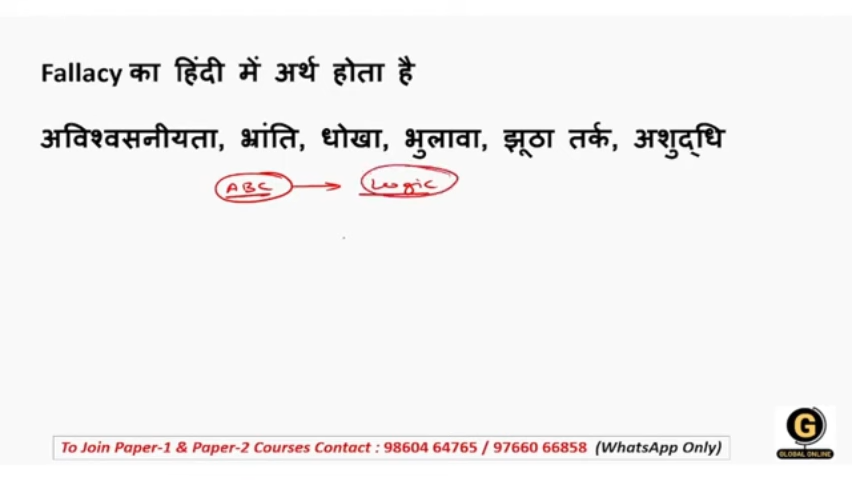 Fallacy का हिंदी में अर्थ होता है
अविश्वसनीयता, भ्रांति, धोखा, भुलावा, झूठा तर्क, अशुद्धि
ABC → Logic
G
GLOBAL ONLINE
To Join Paper-1 & Paper-2 Courses Contact : 98604 64765 / 97660 66858 (WhatsApp Only)